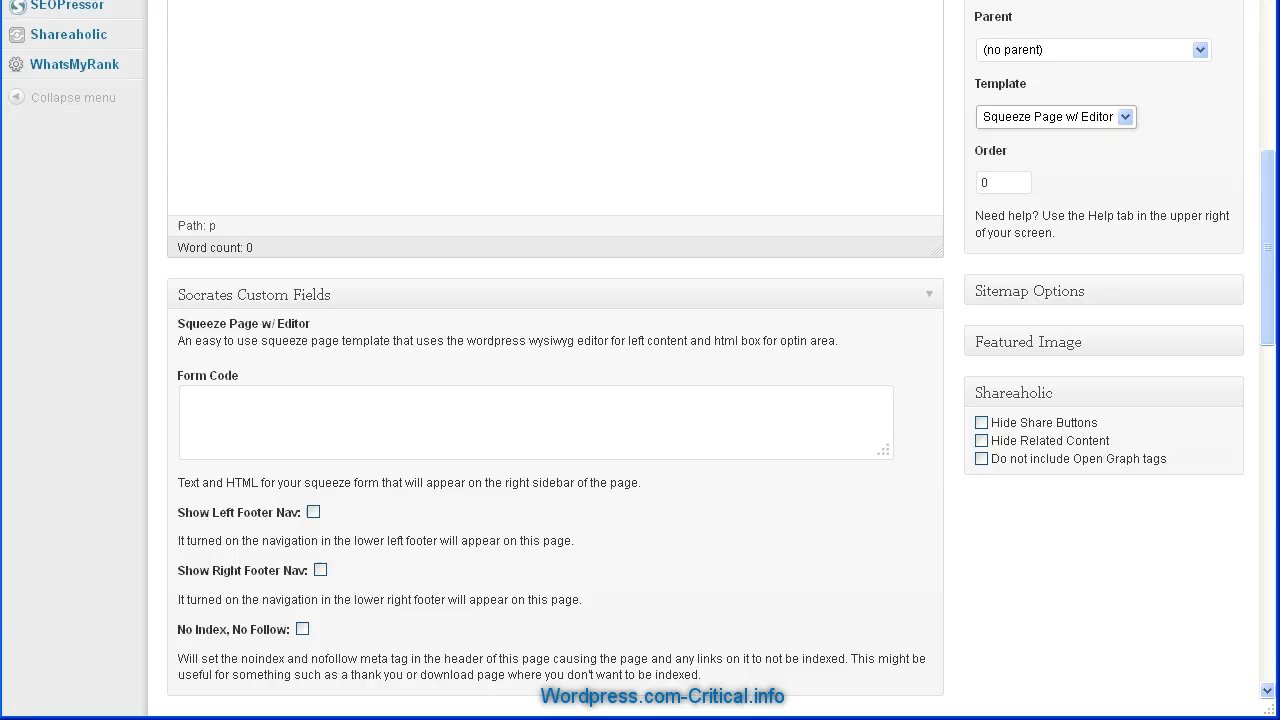 SEOPressor
Shareaholic
WhatsMyRank
Collapse menu
Path: p
Word count: 0
Socrates Custom Fields
Squeeze Page w/ Editor
An easy to use squeeze page template that uses the wordpress wysiwyg editor for left content and html box for optin area.
Form Code
Text and HTML for your squeeze form that will appear on the right sidebar of the page.
Show Left Footer Nav:
It turned on the navigation in the lower left footer will appear on this page.
Show Right Footer Nav:
It turned on the navigation in the lower right footer will appear on this page.
No Index, No Follow:
Will set the noindex and nofollow meta tag in the header of this page causing the page and any links on it to not be indexed. This might be
useful for something such as a thank you or download page where you don't want to be indexed.
Parent
(no parent)
Template
Squeeze Page w/ Editor
Order
0
Need help? Use the Help tab in the upper right
of your screen.
Sitemap Options
Featured Image
Shareaholic
Hide Share Buttons
Hide Related Content
Do not include Open Graph tags
Wordpress.com-Critical.info